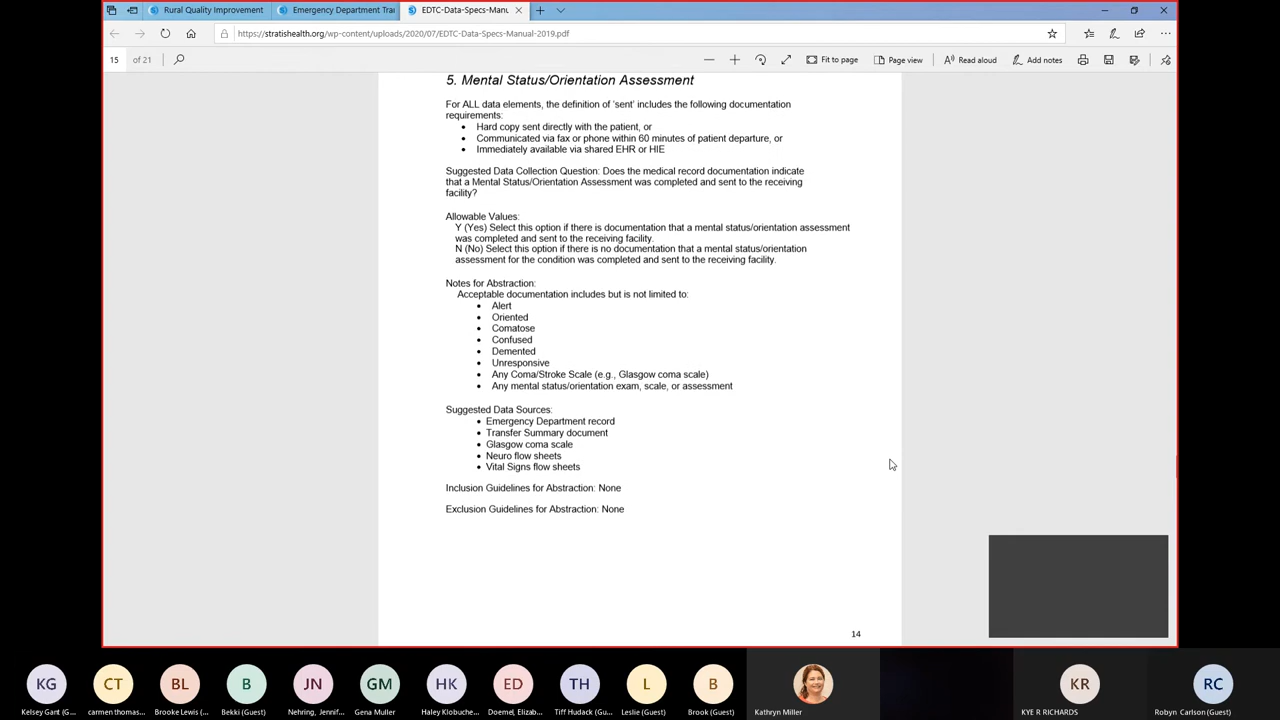 Rural Quality Improvement
Emergency Department Tra
EDTC-Data-Specs-Manu
https://stratishealth.org/wp-content/uploads/2020/07/EDTC-Data-Specs-Manual-2019.pdf
15 of 21
Fit to page
Page view
Read aloud
Add notes
5. Mental Status/Orientation Assessment
For ALL data elements, the definition of 'sent' includes the following documentation
requirements:
• Hard copy sent directly with the patient, or
• Communicated via fax or phone within 60 minutes of patient departure, or
• Immediately available via shared EHR or HIE
Suggested Data Collection Question: Does the medical record documentation indicate
that a Mental Status/Orientation Assessment was completed and sent to the receiving
facility?
Allowable Values:
Y (Yes) Select this option if there is documentation that a mental status/orientation assessment
was completed and sent to the receiving facility.
N (No) Select this option if there is no documentation that a mental status/orientation
assessment for the condition was completed and sent to the receiving facility.
Notes for Abstraction:
Acceptable documentation includes but is not limited to:
• Alert
• Oriented
• Comatose
• Confused
• Demented
• Unresponsive
• Any Coma/Stroke Scale (e.g., Glasgow coma scale)
• Any mental status/orientation exam, scale, or assessment
Suggested Data Sources:
• Emergency Department record
• Transfer Summary document
• Glasgow coma scale
• Neuro flow sheets
• Vital Signs flow sheets
Inclusion Guidelines for Abstraction: None
Exclusion Guidelines for Abstraction: None
14
KG
CT
BL
B
JN
GM
HK
ED
TH
L
B
KR
RC
Kelsey Gant (G...
carmen thomas...
Brooke Lewis (...
Bekki (Guest)
Nehring, Jennif...
Gena Muller
Haley Klobuche...
Doemel, Elizab...
Tiff Hudack (Gu...
Leslie (Guest)
Brook (Guest)
Kathryn Miller
KYE R RICHARDS
Robyn Carlson (Guest)